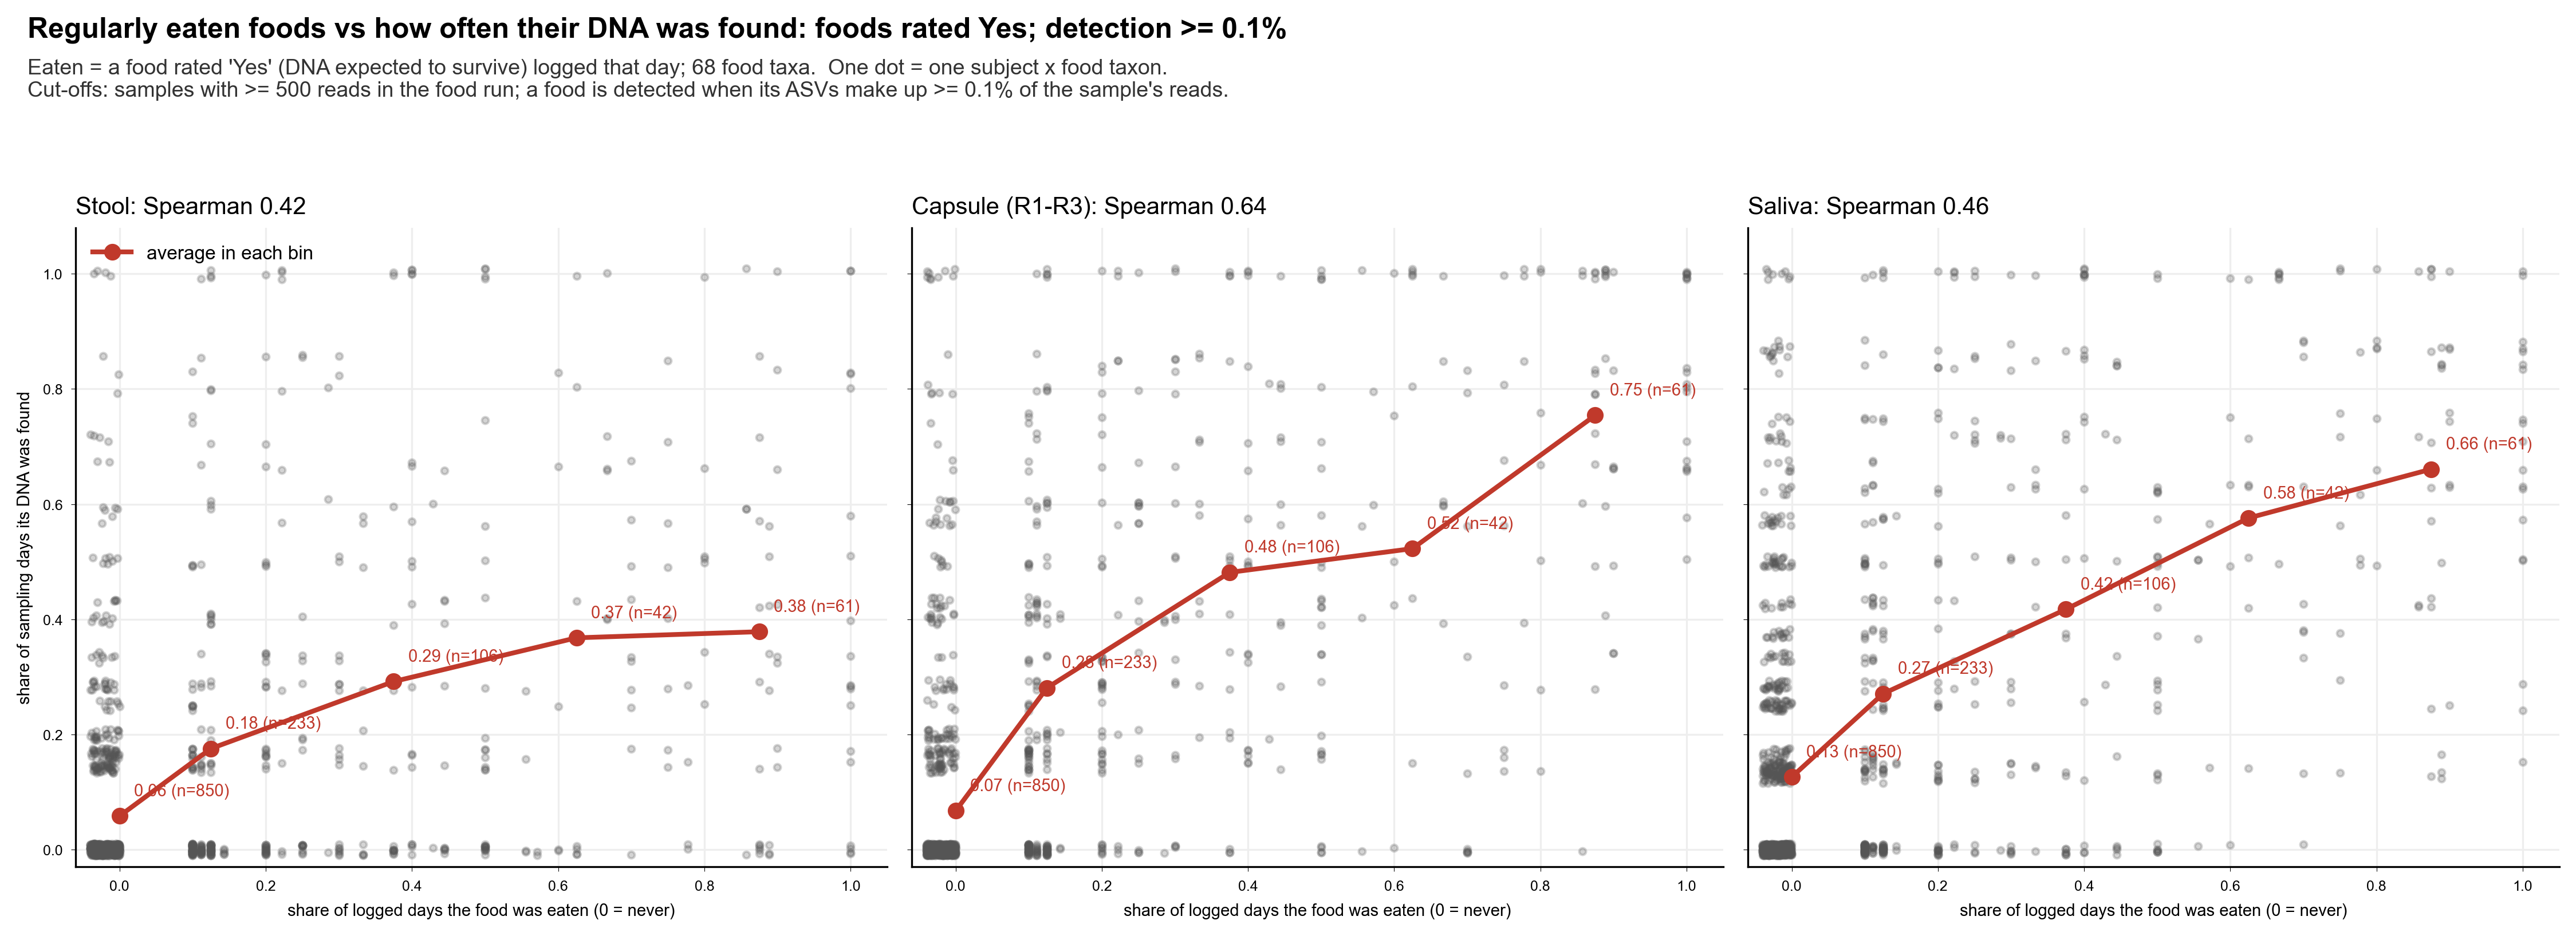 Regularly eaten foods vs how often their DNA was found: foods rated Yes; detection >= 0.1%
Eaten = a food rated 'Yes' (DNA expected to survive) logged that day; 68 food taxa.  One dot = one subject x food taxon.
Cut-offs: samples with >= 500 reads in the food run; a food is detected when its ASVs make up >= 0.1% of the sample's reads.
Stool: Spearman 0.42
average in each bin
share of sampling days its DNA was found
1.0
0.8
0.6
0.4
0.2
0.0
0.06 (n=850)
0.18 (n=233)
0.29 (n=106)
0.37 (n=42)
0.38 (n=61)
0.0 0.2 0.4 0.6 0.8 1.0
share of logged days the food was eaten (0 = never)
Capsule (R1-R3): Spearman 0.64
0.07 (n=850)
0.28 (n=233)
0.48 (n=106)
0.52 (n=42)
0.75 (n=61)
0.0 0.2 0.4 0.6 0.8 1.0
share of logged days the food was eaten (0 = never)
Saliva: Spearman 0.46
0.13 (n=850)
0.27 (n=233)
0.42 (n=106)
0.58 (n=42)
0.66 (n=61)
0.0 0.2 0.4 0.6 0.8 1.0
share of logged days the food was eaten (0 = never)